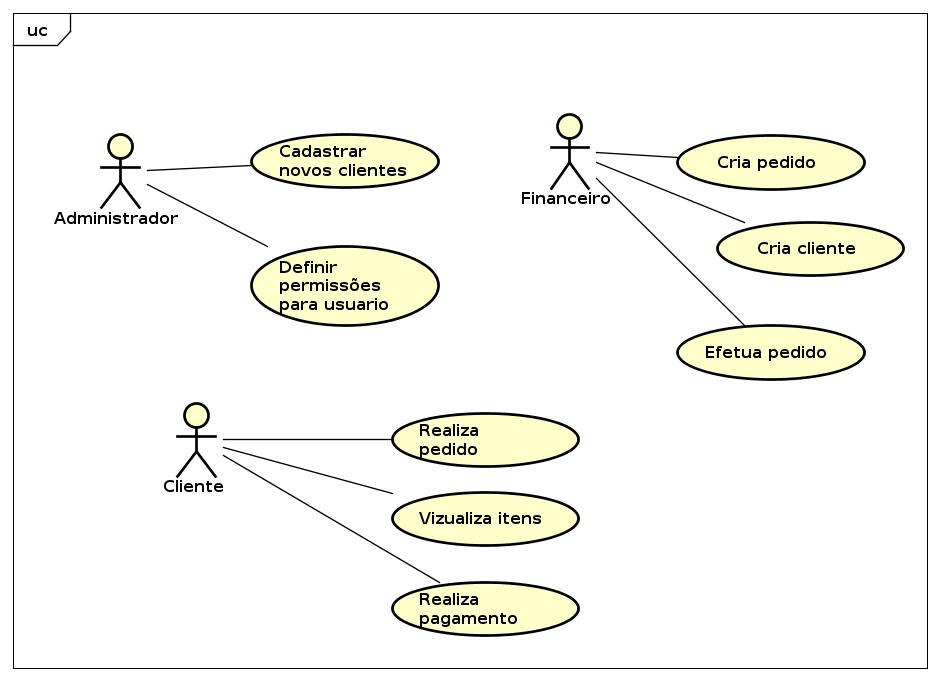 uc
Administrador
Cadastrar
novos clientes
Definir
permissões
para usuario
Financeiro
Cria pedido
Cria cliente
Efetua pedido
Cliente
Realiza
pedido
Vizualiza itens
Realiza
pagamento